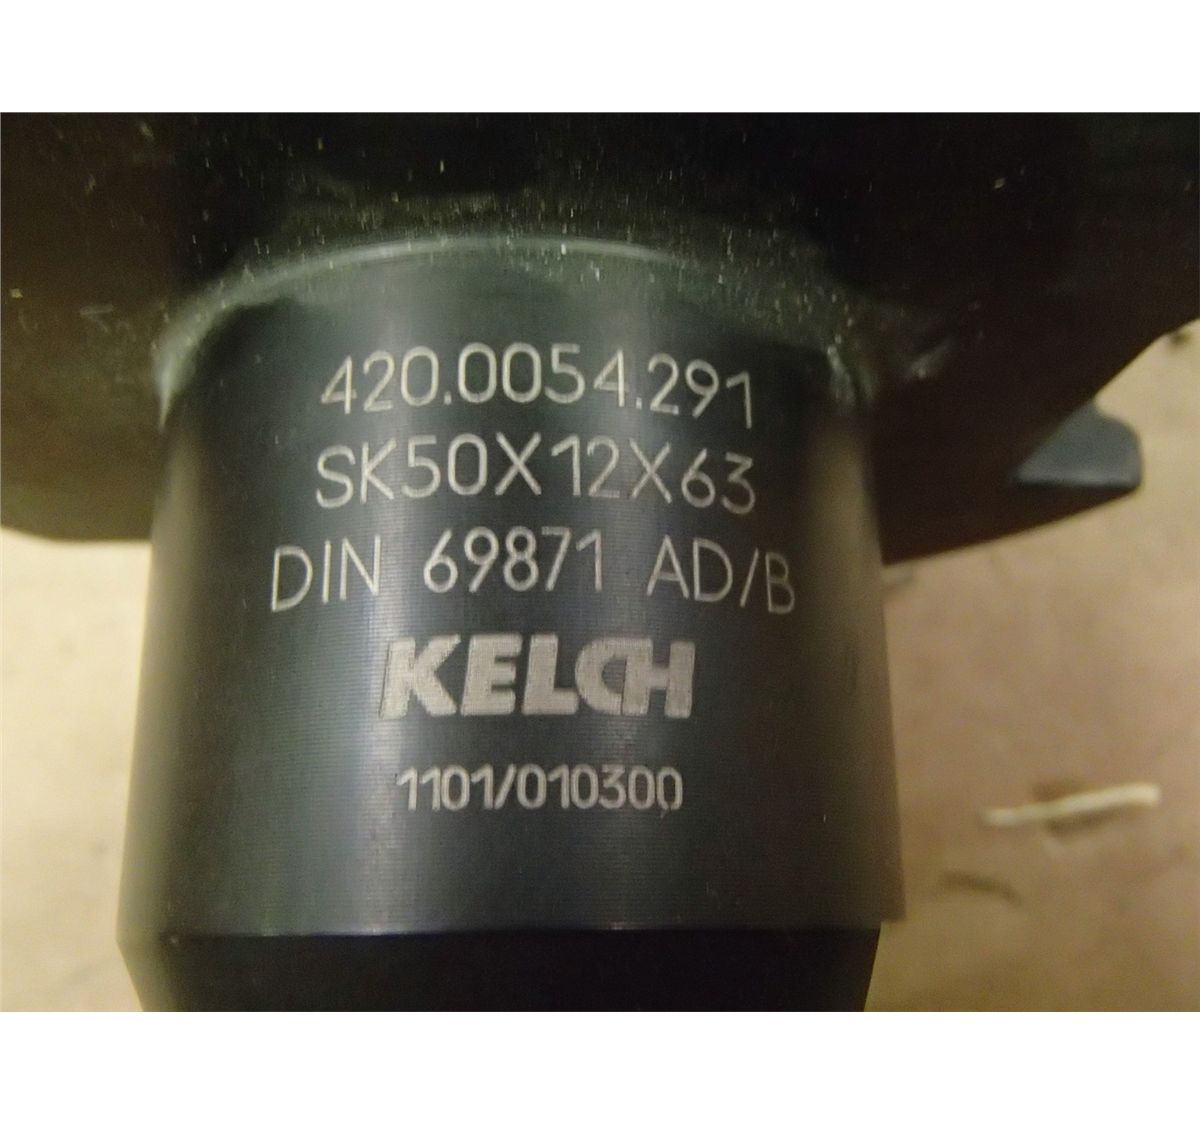 420.0054.291
SK50X12X63
DIN 69871 AD/B
KELCH
1101/010300